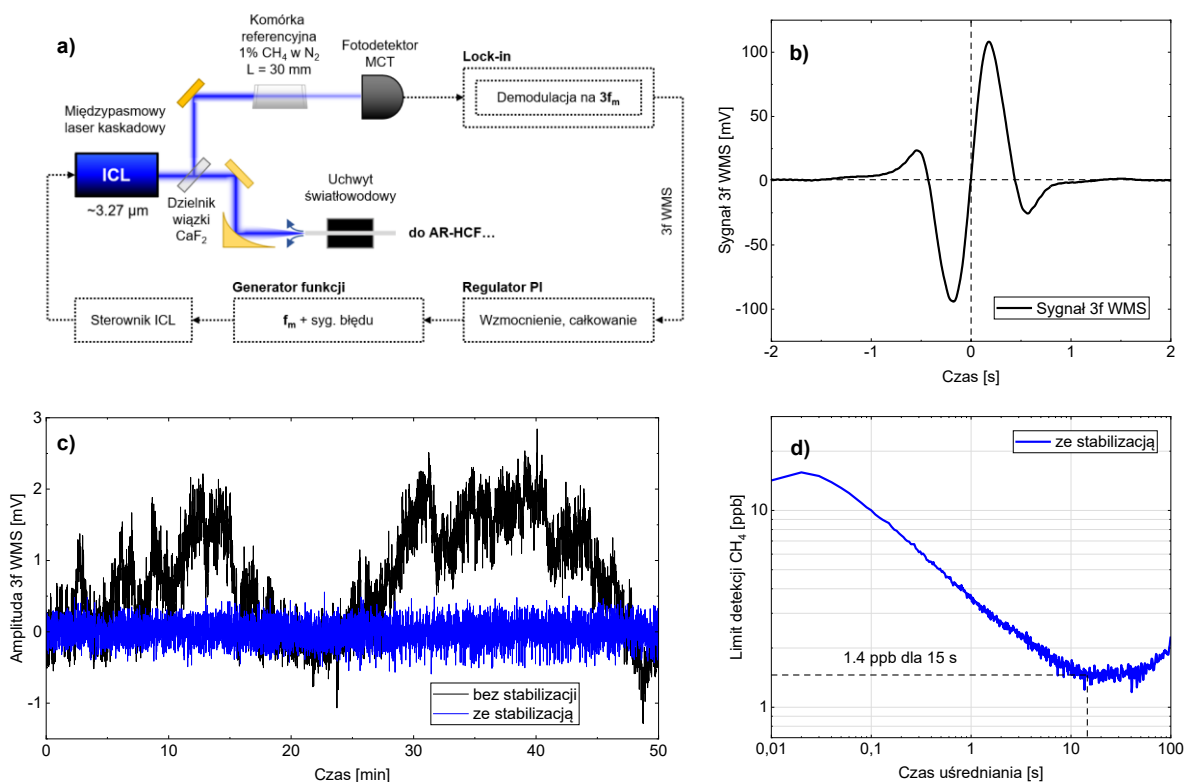 a)
Komórka
referencyjna
1% CH₄ w N₂
L = 30 mm
Fotodetektor
MCT
Lock-in
Demodulacja na 3fₘ
Międzypasmowy
laser kaskadowy
ICL
~3.27 µm
Dzielnik
wiązki
CaF₂
Uchwyt
światłowodowy
do AR-HCF...
3f WMS
Generator funkcji
Regulator PI
Sterownik ICL
fₘ + syg. błędu
Wzmocnienie, całkowanie
b)
Sygnał 3f WMS [mV]
100
50
0
-50
-100
Sygnał 3f WMS
-2 -1 0 1 2
Czas [s]
c)
Amplituda 3f WMS [mV]
3
2
1
0
-1
bez stabilizacji
ze stabilizacją
0 10 20 30 40 50
Czas [min]
d)
ze stabilizacją
Limit detekcji CH₄ [ppb]
10
1
1.4 ppb dla 15 s
0,01 0,1 1 10 100
Czas uśredniania [s]